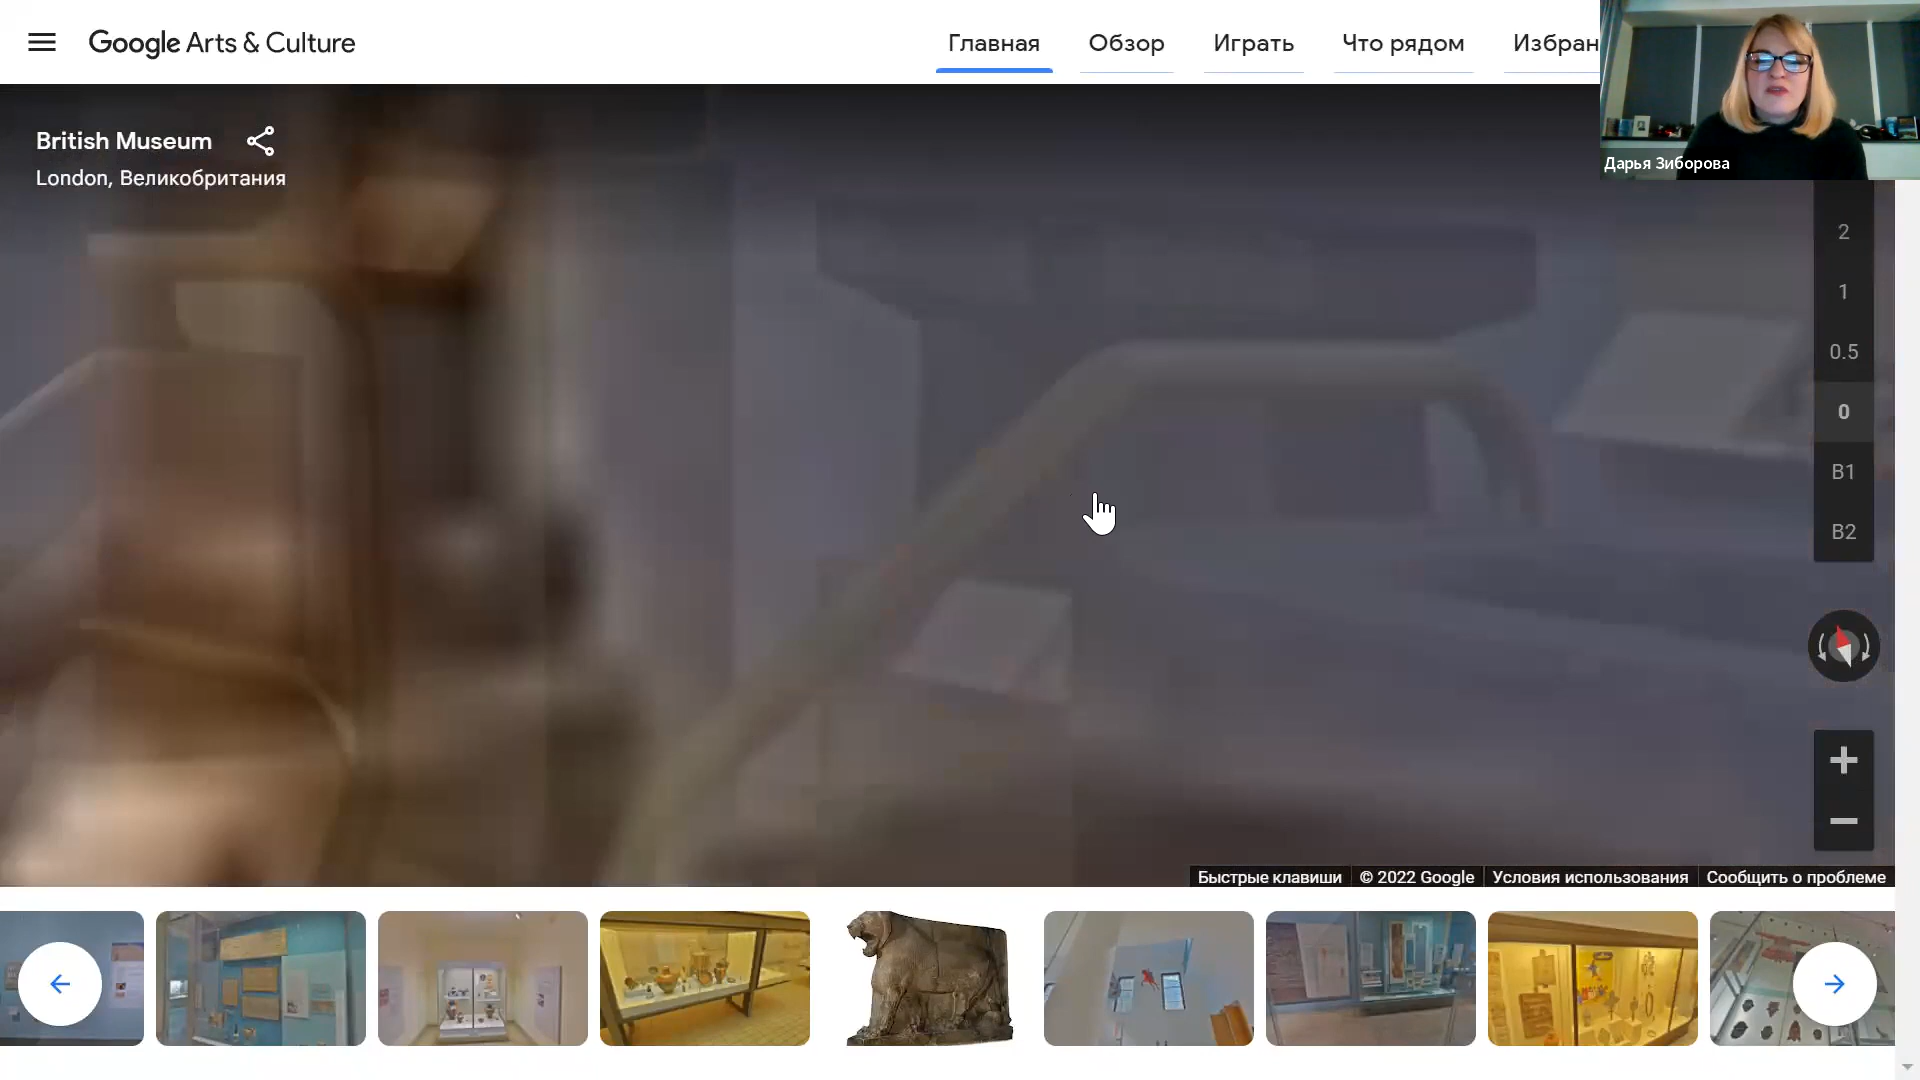 Google Arts & Culture
Главная
Обзор
Играть
Что рядом
Избран
British Museum
London, Великобритания
Дарья Зиборова
2
1
0.5
0
B1
B2
Быстрые клавиши
© 2022 Google
Условия использования
Сообщить о проблеме